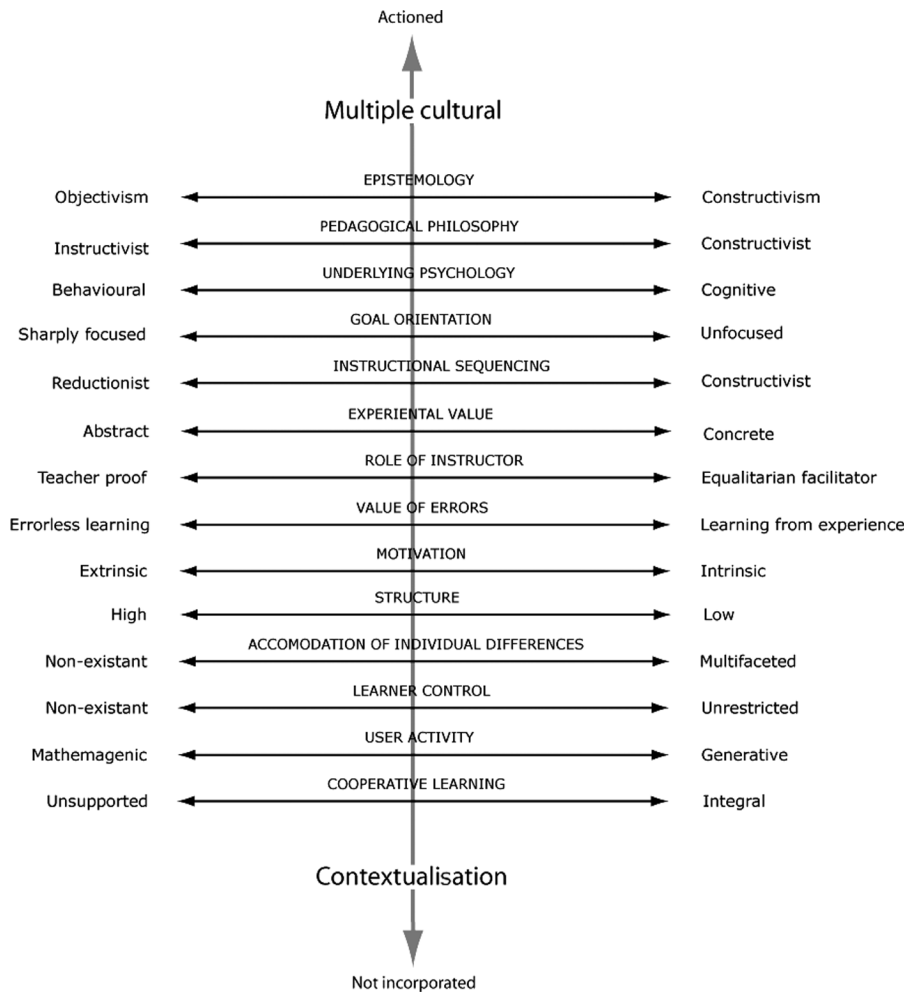 Actioned
Multiple cultural
EPISTEMOLOGY
Objectivism
Constructivism
PEDAGOGICAL PHILOSOPHY
Instructivist
Constructivist
UNDERLYING PSYCHOLOGY
Behavioural
Cognitive
GOAL ORIENTATION
Sharply focused
Unfocused
INSTRUCTIONAL SEQUENCING
Reductionist
Constructivist
EXPERIENTAL VALUE
Abstract
Concrete
ROLE OF INSTRUCTOR
Teacher proof
Equalitarian facilitator
VALUE OF ERRORS
Errorless learning
Learning from experience
MOTIVATION
Extrinsic
Intrinsic
STRUCTURE
High
Low
ACCOMODATION OF INDIVIDUAL DIFFERENCES
Non-existant
Multifaceted
LEARNER CONTROL
Non-existant
Unrestricted
USER ACTIVITY
Mathemagenic
Generative
COOPERATIVE LEARNING
Unsupported
Integral
Contextualisation
Not incorporated